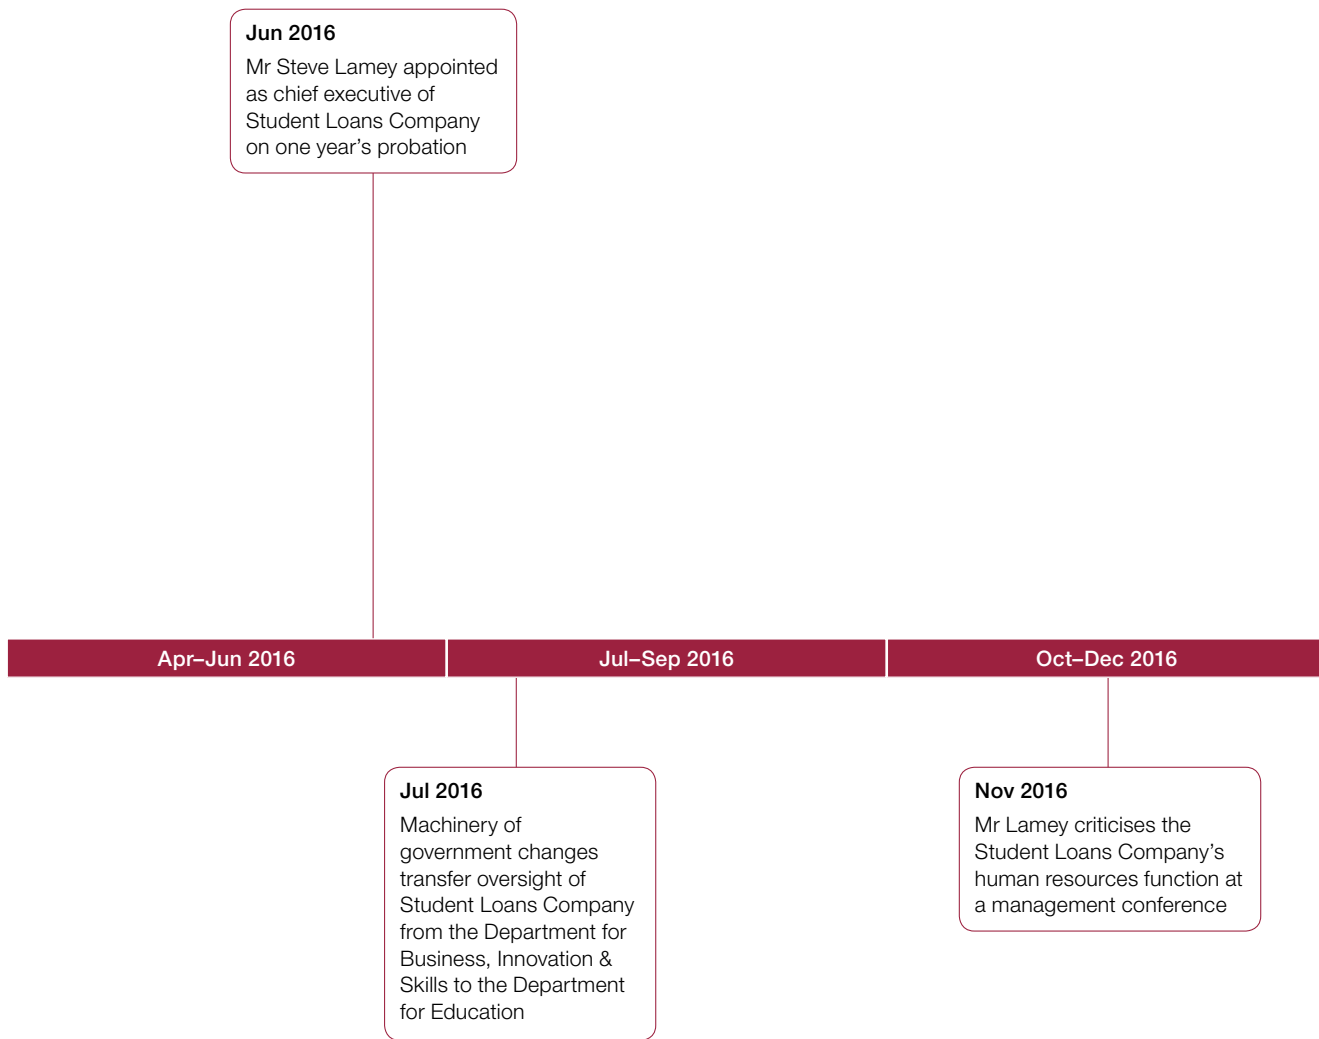 Jun 2016
Mr Steve Lamey appointed
as chief executive of
Student Loans Company
on one year’s probation
Apr–Jun 2016
Jul–Sep 2016
Oct–Dec 2016
Jul 2016
Machinery of
government changes
transfer oversight of
Student Loans Company
from the Department for
Business, Innovation &
Skills to the Department
for Education
Nov 2016
Mr Lamey criticises the
Student Loans Company’s
human resources function at
a management conference